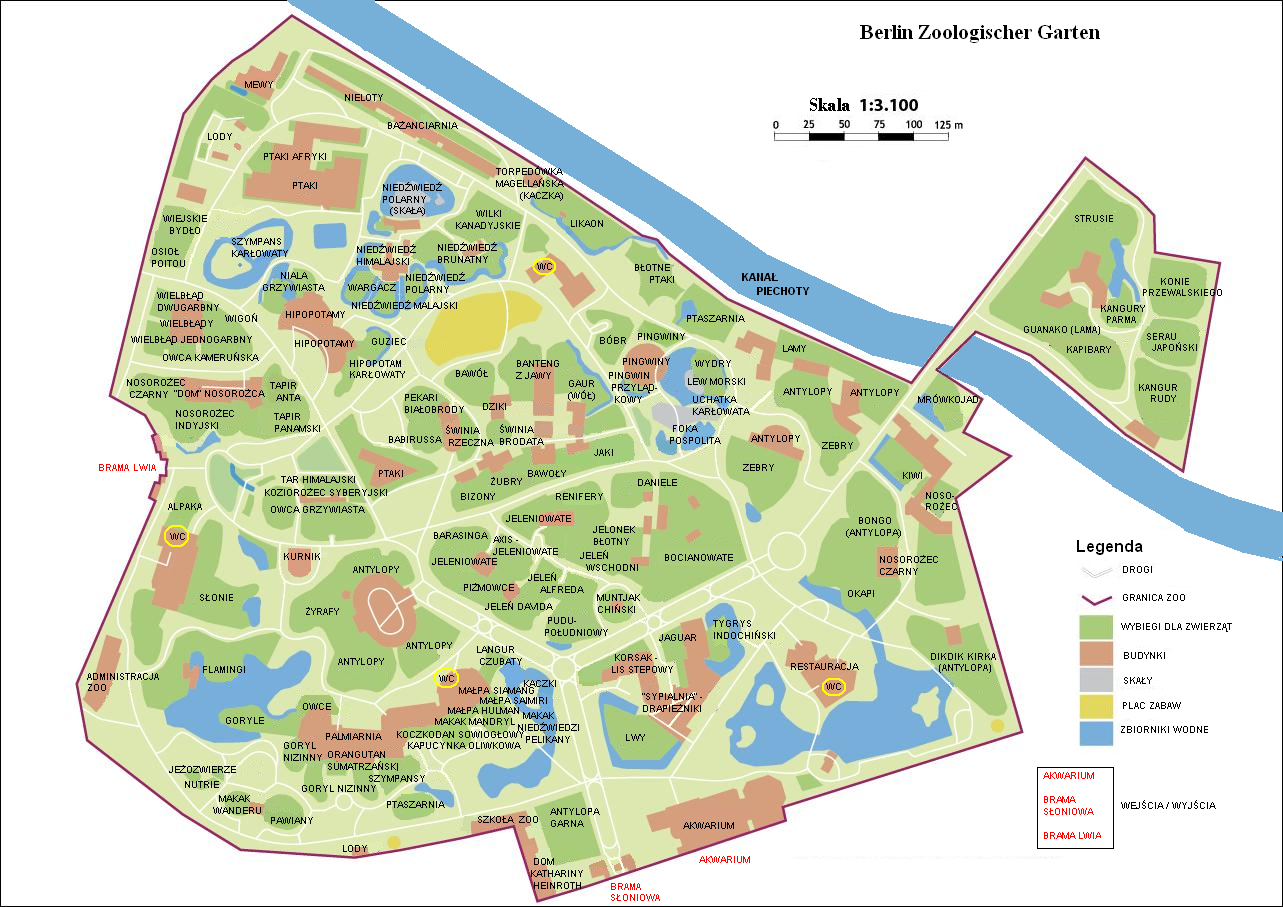 Berlin Zoologischer Garten
Skala 1:3.100
0 25 50 75 100 125 m
MEWY
NIELOTY
BAŻANCIARNIA
LODY
PTAKI AFRYKI
PTAKI
TORPEDÓWKA
MAGELLAŃSKA
(KACZKA)
NIEDŹWIEDŹ
POLARNY
(SKAŁA)
WILKI
KANADYJSKIE
LIKAON
WIEJSKIE
BYDŁO
OSIOŁ
POITOU
SZYMPANS
KARŁOWATY
NIEDŹWIEDŹ
HIMALAJSKI
NIEDŹWIEDŹ
BRUNATNY
WC
BŁOTNE
PTAKI
KANAŁ
PIECHOTY
STRUSIE
NIALA
GRZYWIASTA
WARGACZ
NIEDŹWIEDŹ
POLARNY
NIEDŹWIEDŹ MALAJSKI
KONIE
PRZEWALSKIEGO
WIELBŁĄD
DWUGARBNY
WIELBŁĄDY
WIGOŃ
WIELBŁĄD JEDNOGARBNY
OWCA KAMERUŃSKA
HIPOPOTAMY
HIPOPOTAMY
GUZIEC
HIPOPOTAM
KARŁOWATY
PTASZARNIA
KANGURY
PARMA
GUANAKO (LAMA)
KAPIBARY
SERAU
JAPOŃSKI
KANGUR
RUDY
BÓBR
PINGWINY
PINGWINY
PINGWIN
PRZYLĄD-
KOWY
WYDRY
LEW MORSKI
UCHATKA
KARŁOWATA
FOKA
POSPOLITA
LAMY
ANTYLOPY
ANTYLOPY
MRÓWKOJAD
NOSOROŻEC
CZARNY
"DOM" NOSOROŻCA
NOSOROŻEC
INDYJSKI
TAPIR
ANTA
TAPIR
PANAMSKI
BAWÓŁ
BANTENG
Z JAWY
GAUR
(WÓŁ)
PEKARI
BIAŁOBRODY
DZIKI
BABIRUSSA
ŚWINIA
RZECZNA
ŚWINIA
BRODATA
ANTYLOPY
ZEBRY
ZEBRY
JAKI
BRAMA LWIA
TAR HIMALAJSKI
KOZIOROŻEC SYBERYJSKI
OWCA GRZYWIASTA
PTAKI
ŻUBRY
BAWOŁY
BIZONY
RENIFERY
DANIELE
KIWI
NOSO-
ROŻEC
ALPAKA
WC
JELENIOWATE
BARASINGA
AXIS -
JELENIOWATE
JELENIOWATE
JELONEK
BŁOTNY
JELEŃ
WSCHODNI
BOCIANOWATE
BONGO
(ANTYLOPA)
NOSOROŻEC
CZARNY
OKAPI
KURNIK
ANTYLOPY
PIŻMOWCE
JELEŃ
ALFREDA
JELEŃ DAVIDA
MUNTJAK
CHIŃSKI
SŁONIE
ŻYRAFY
PUDU-
POŁUDNIOWY
TYGRYS
INDOCHIŃSKI
JAGUAR
ANTYLOPY
ANTYLOPY
LANGUR
CZUBATY
KORSAK -
LIS STEPOWY
RESTAURACJA
WC
DIKDIK KIRKA
(ANTYLOPA)
ADMINISTRACJA
ZOO
FLAMINGI
WC
KACZKI
MAŁPA SIAMANG
MAŁPA SAIMIRI
MAŁPA HULMAN
MAKAK MANDRYL
KOCZKODAN SOWIOGŁOWY
KAPUCYNKA OLIWKOWA
MAKAK
NIEDŹWIEDZI
PELIKANY
"SYPIALNIA" -
DRAPIEŻNIKI
LWY
OWCE
GORYLE
PALMIARNIA
GORYL
NIZINNY
ORANGUTAN
SUMATRZAŃSKI
SZYMPANSY
GORYL NIZINNY
JEŻOZWIERZE
NUTRIE
MAKAK
WANDERU
PAWIANY
PTASZARNIA
LODY
SZKOŁA ZOO
ANTYLOPA
GARNA
AKWARIUM
DOM
KATHARINY
HEINROTH
AKWARIUM
BRAMA
SŁONIOWA
Legenda
DROGI
GRANICA ZOO
WYBIEGI DLA ZWIERZĄT
BUDYNKI
SKAŁY
PLAC ZABAW
ZBIORNIKI WODNE
AKWARIUM
BRAMA
SŁONIOWA
BRAMA LWIA
WEJŚCIA / WYJŚCIA